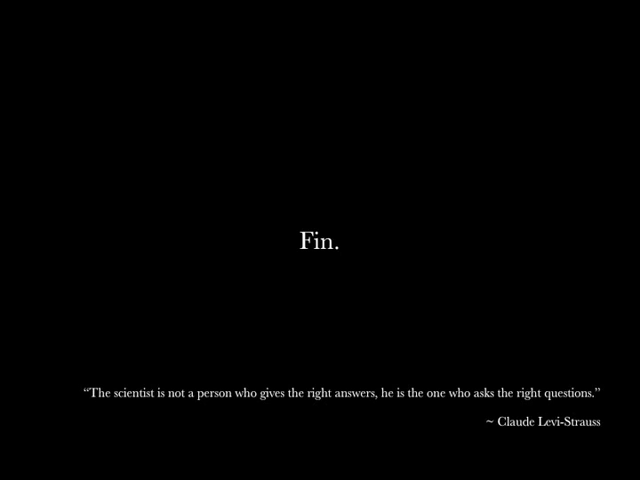 Fin.
“The scientist is not a person who gives the right answers, he is the one who asks the right questions.”
~ Claude Levi-Strauss